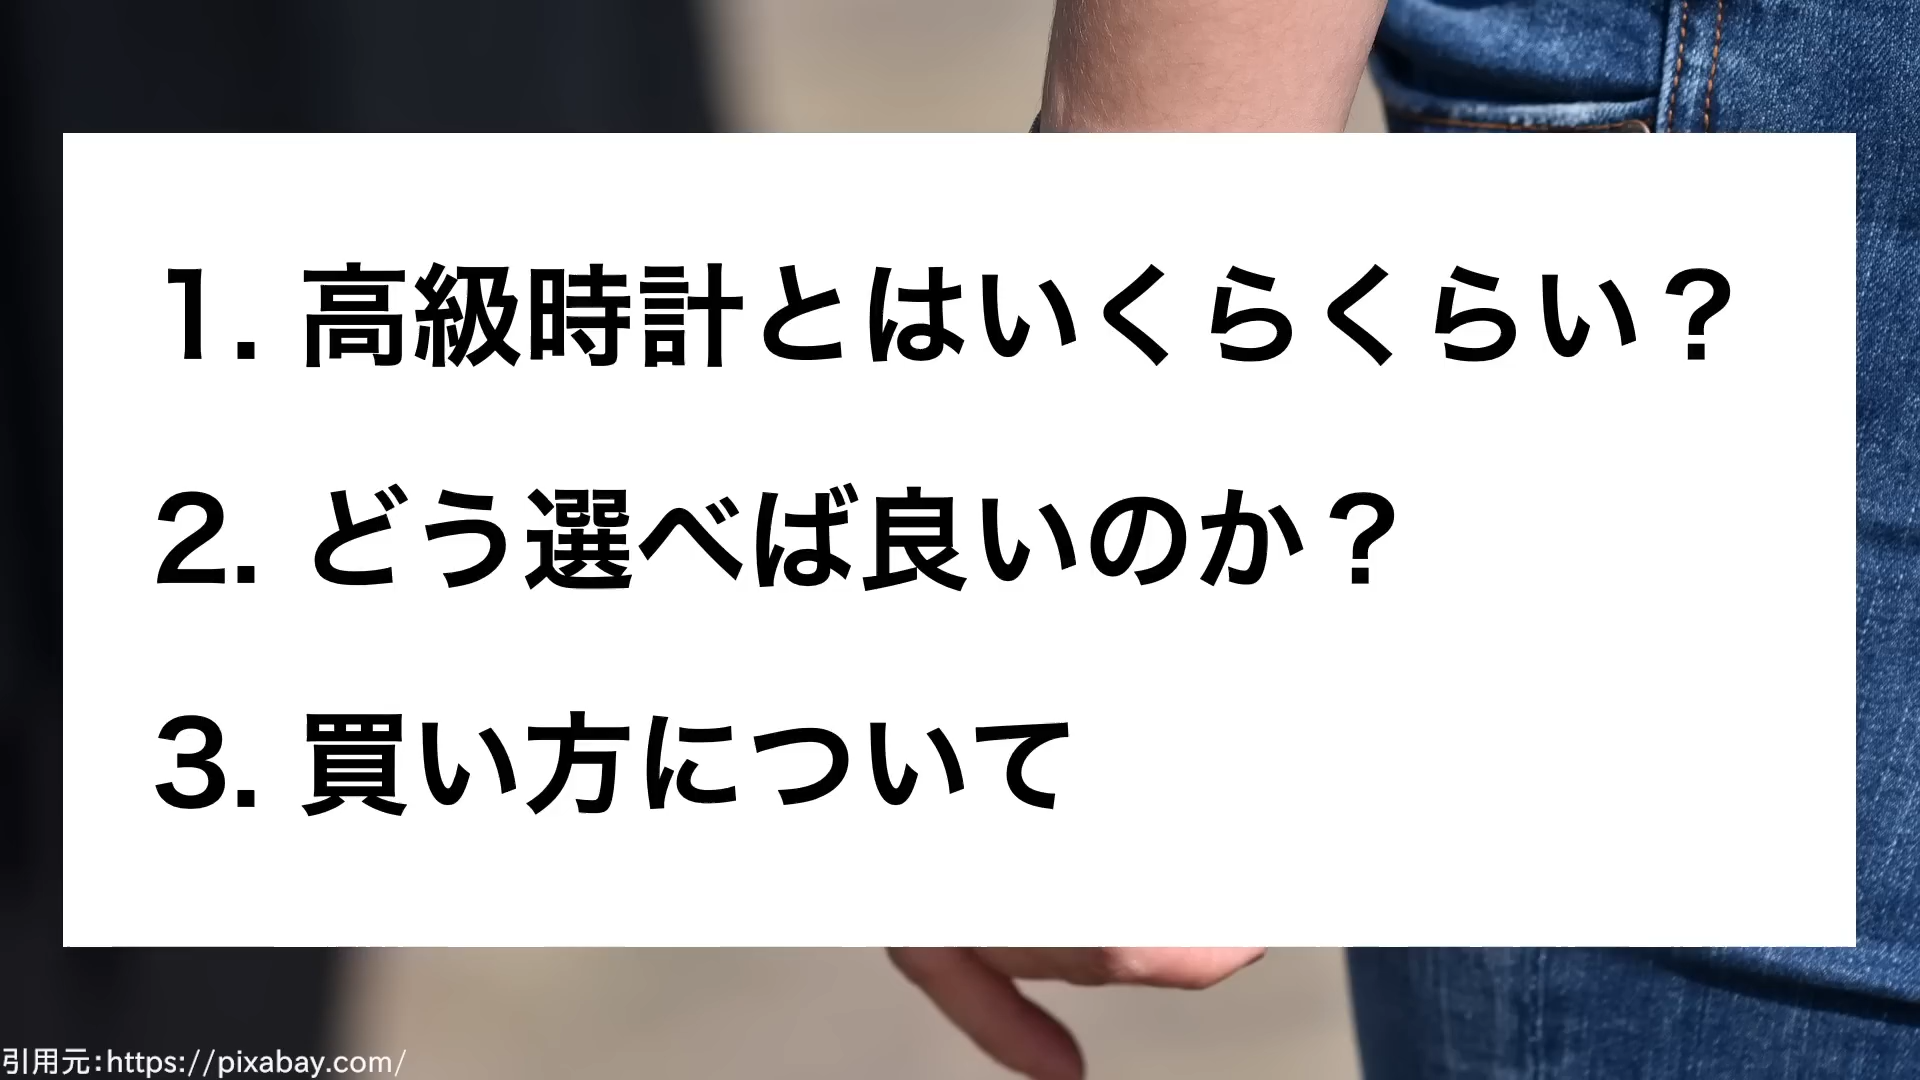 1. 高級時計とはいくらくらい？
2. どう選べば良いのか？
3. 買い方について
引用元:https://pixabay.com/